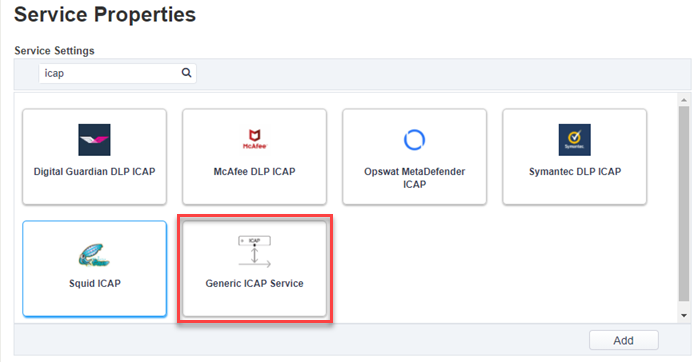 Service Properties
Service Settings
icap
Digital Guardian DLP ICAP
McAfee
McAfee DLP ICAP
Opswat MetaDefender
ICAP
Symantec
Symantec DLP ICAP
Squid ICAP
ICAP
Generic ICAP Service
Add